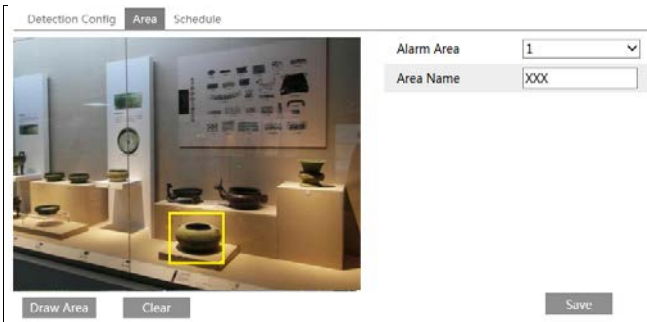 Detection Config Area Schedule
Alarm Area 1
Area Name XXX
Draw Area Clear Save